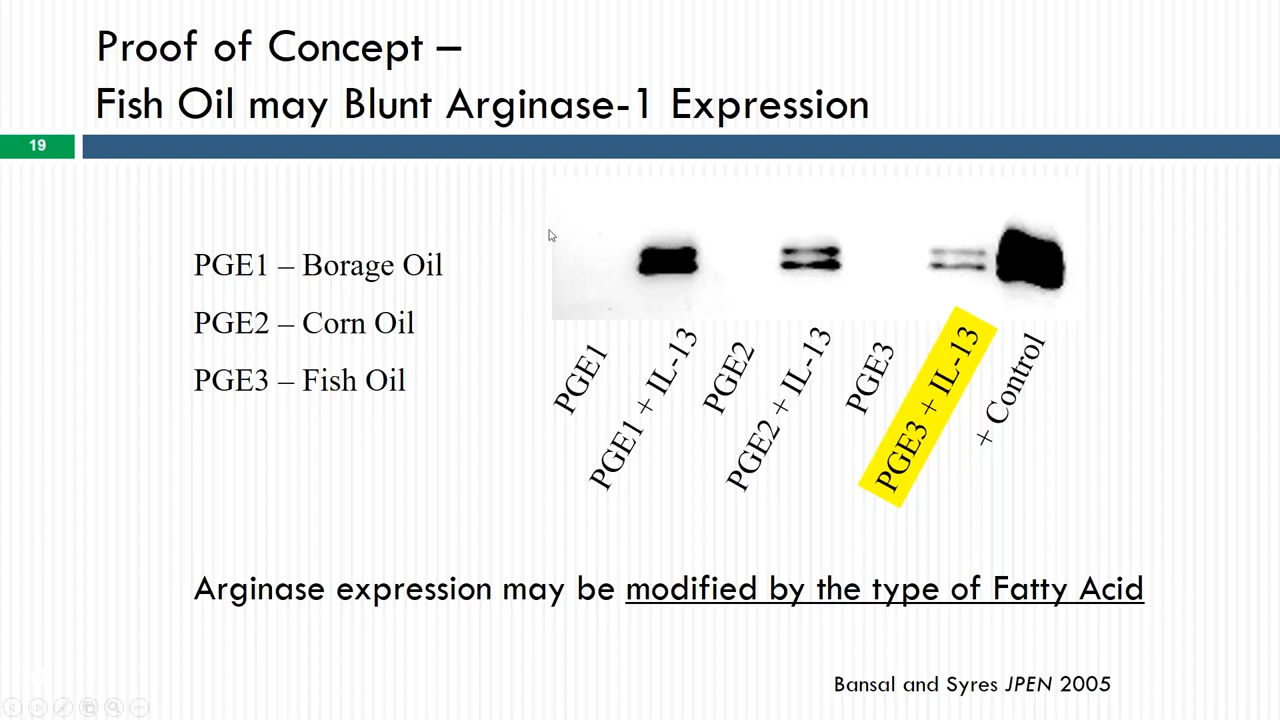 Proof of Concept –
Fish Oil may Blunt Arginase-1 Expression
19
PGE1 – Borage Oil
PGE2 – Corn Oil
PGE3 – Fish Oil
PGE1
PGE1 + IL-13
PGE2
PGE2 + IL-13
PGE3
PGE3 + IL-13
+ Control
Arginase expression may be modified by the type of Fatty Acid
Bansal and Syres JPEN 2005